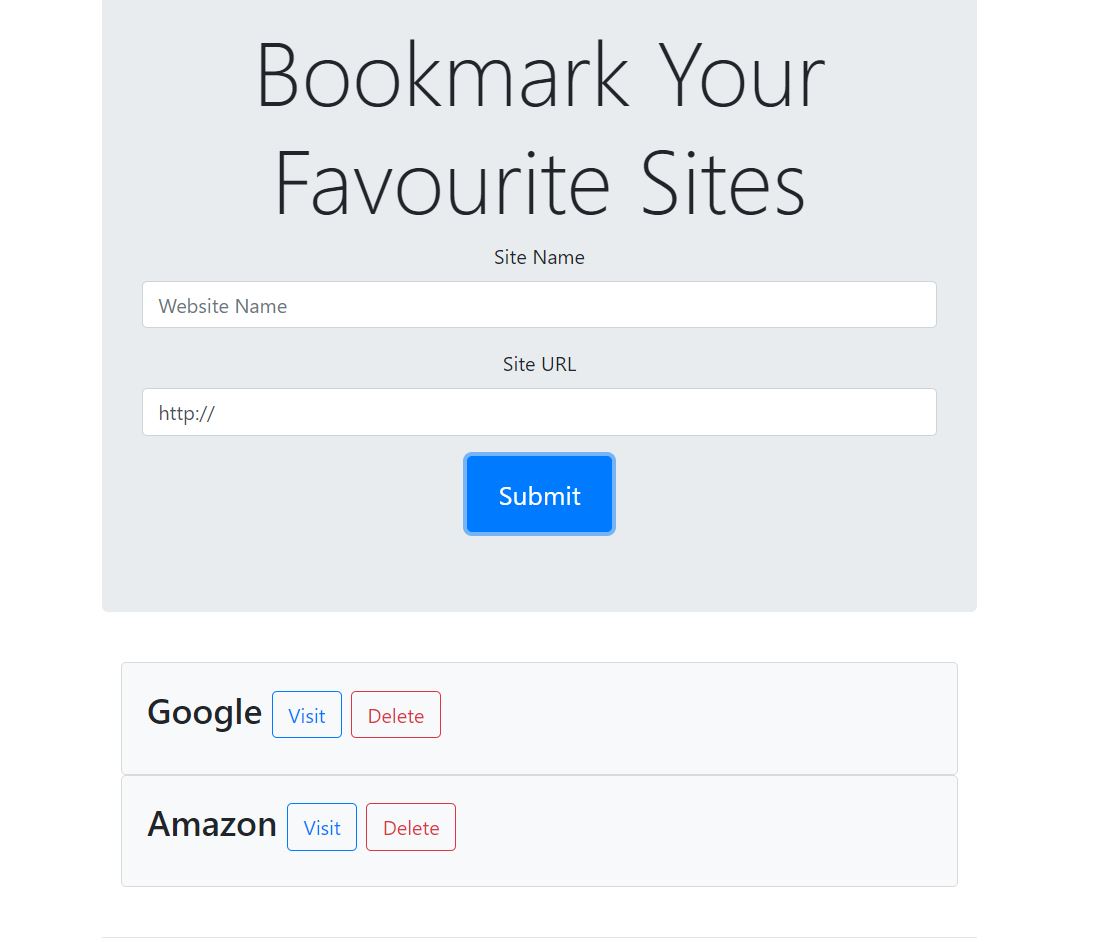 Bookmark Your
Favourite Sites
Site Name
Website Name
Site URL
http://
Submit
Google Visit Delete
Amazon Visit Delete